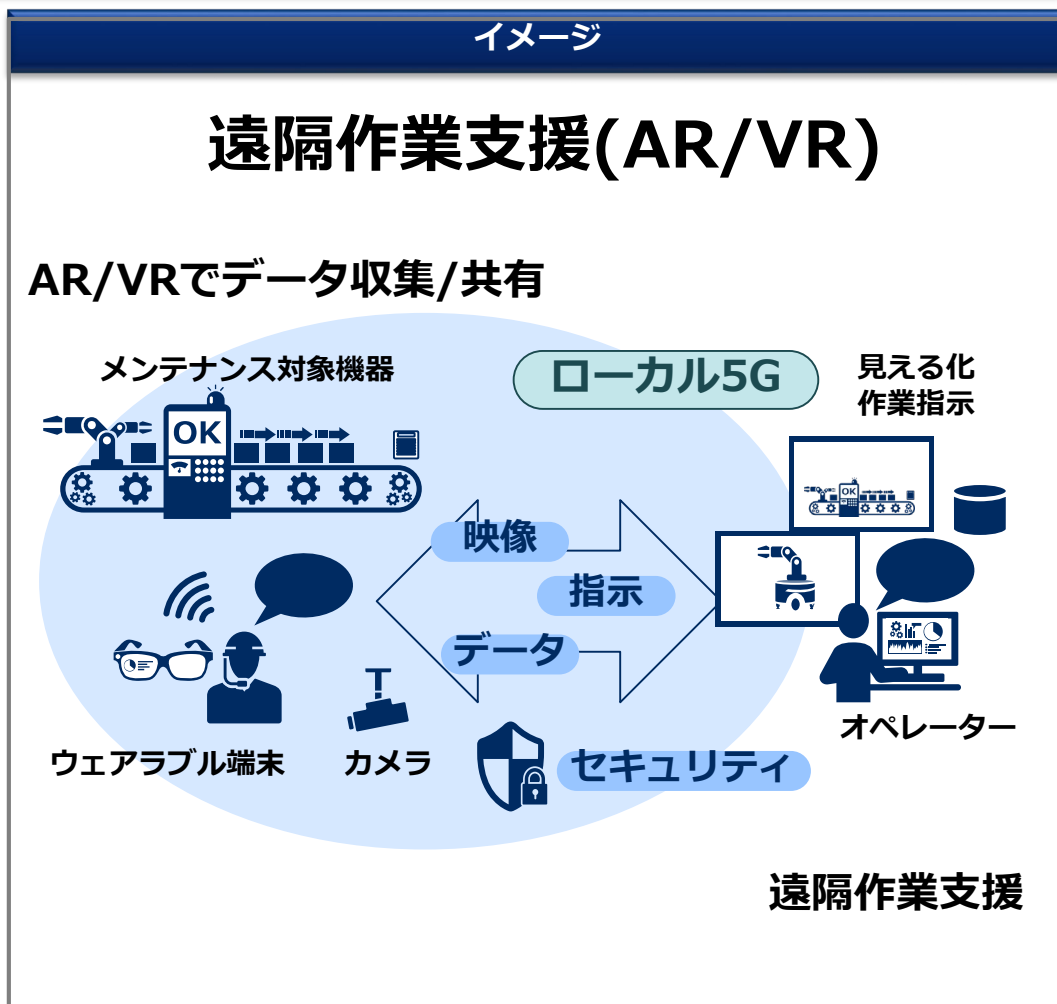 イメージ
遠隔作業支援(AR/VR)
AR/VRでデータ収集/共有
メンテナンス対象機器
ローカル5G
見える化
作業指示
OK
OK
映像
指示
データ
ウェアラブル端末
カメラ
セキュリティ
オペレーター
遠隔作業支援